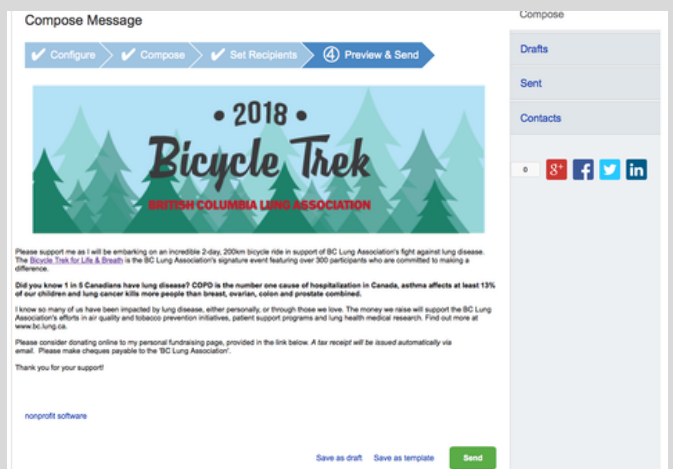 Compose Message
Compose
✔ Configure ✔ Compose ✔ Set Recipients 4 Preview & Send
Drafts
Sent
Contacts
0 g+ f in
• 2018 •
Bicycle Trek
BRITISH COLUMBIA LUNG ASSOCIATION
Please support me as I will be embarking on an incredible 2-day, 200km bicycle ride in support of BC Lung Association's fight against lung disease.
The Bicycle Trek for Life & Breath is the BC Lung Association's signature event featuring over 300 participants who are committed to making a
difference.
Did you know 1 in 5 Canadians have lung disease? COPD is the number one cause of hospitalization in Canada, asthma affects at least 13%
of our children and lung cancer kills more people than breast, ovarian, colon and prostate combined.
I know so many of us have been impacted by lung disease, either personally, or through those we love. The money we raise will support the BC Lung
Association's efforts in air quality and tobacco prevention initiatives, patient support programs and lung health medical research. Find out more at
www.bc.lung.ca.
Please consider donating online to my personal fundraising page, provided in the link below. A tax receipt will be issued automatically via
email. Please make cheques payable to the 'BC Lung Association'.
Thank you for your support!
nonprofit software
Save as draft Save as template Send